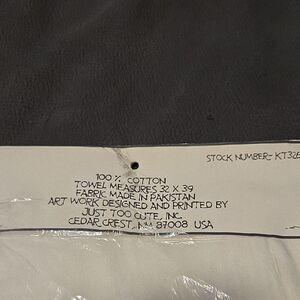 STOCK NUMBER- KT32
100 % COTTON
TOWEL MEASURES 32 X 39
FABRIC MADE IN PAKISTAN
ART WORK DESIGNED AND PRINTED BY
JUST TOO CUTE, INC.
CEDAR CREST, NM 87008 USA